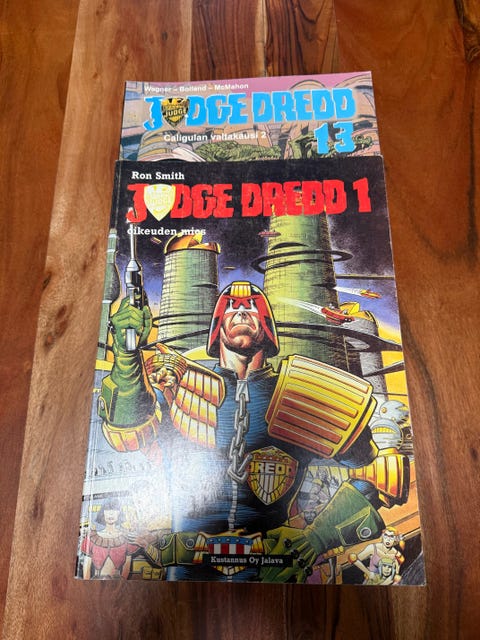 Wagner – Bolland – McMahon
JUDGE DREDD
13
Caligulan valtakausi 2
Ron Smith
JUDGE DREDD 1
oikeuden mies
DREDD
Kustannus Oy Jalava